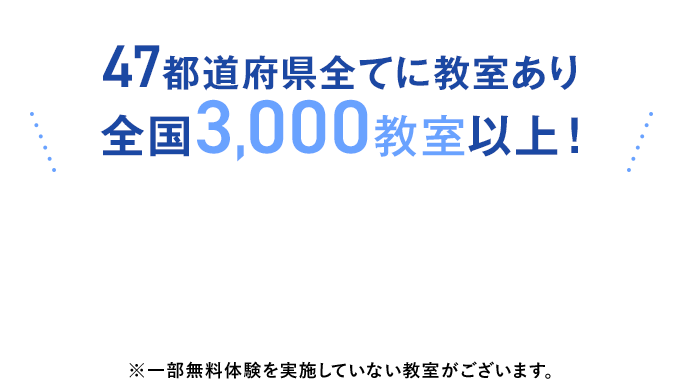 47都道府県全てに教室あり
全国3,000教室以上！
※一部無料体験を実施していない教室がございます。